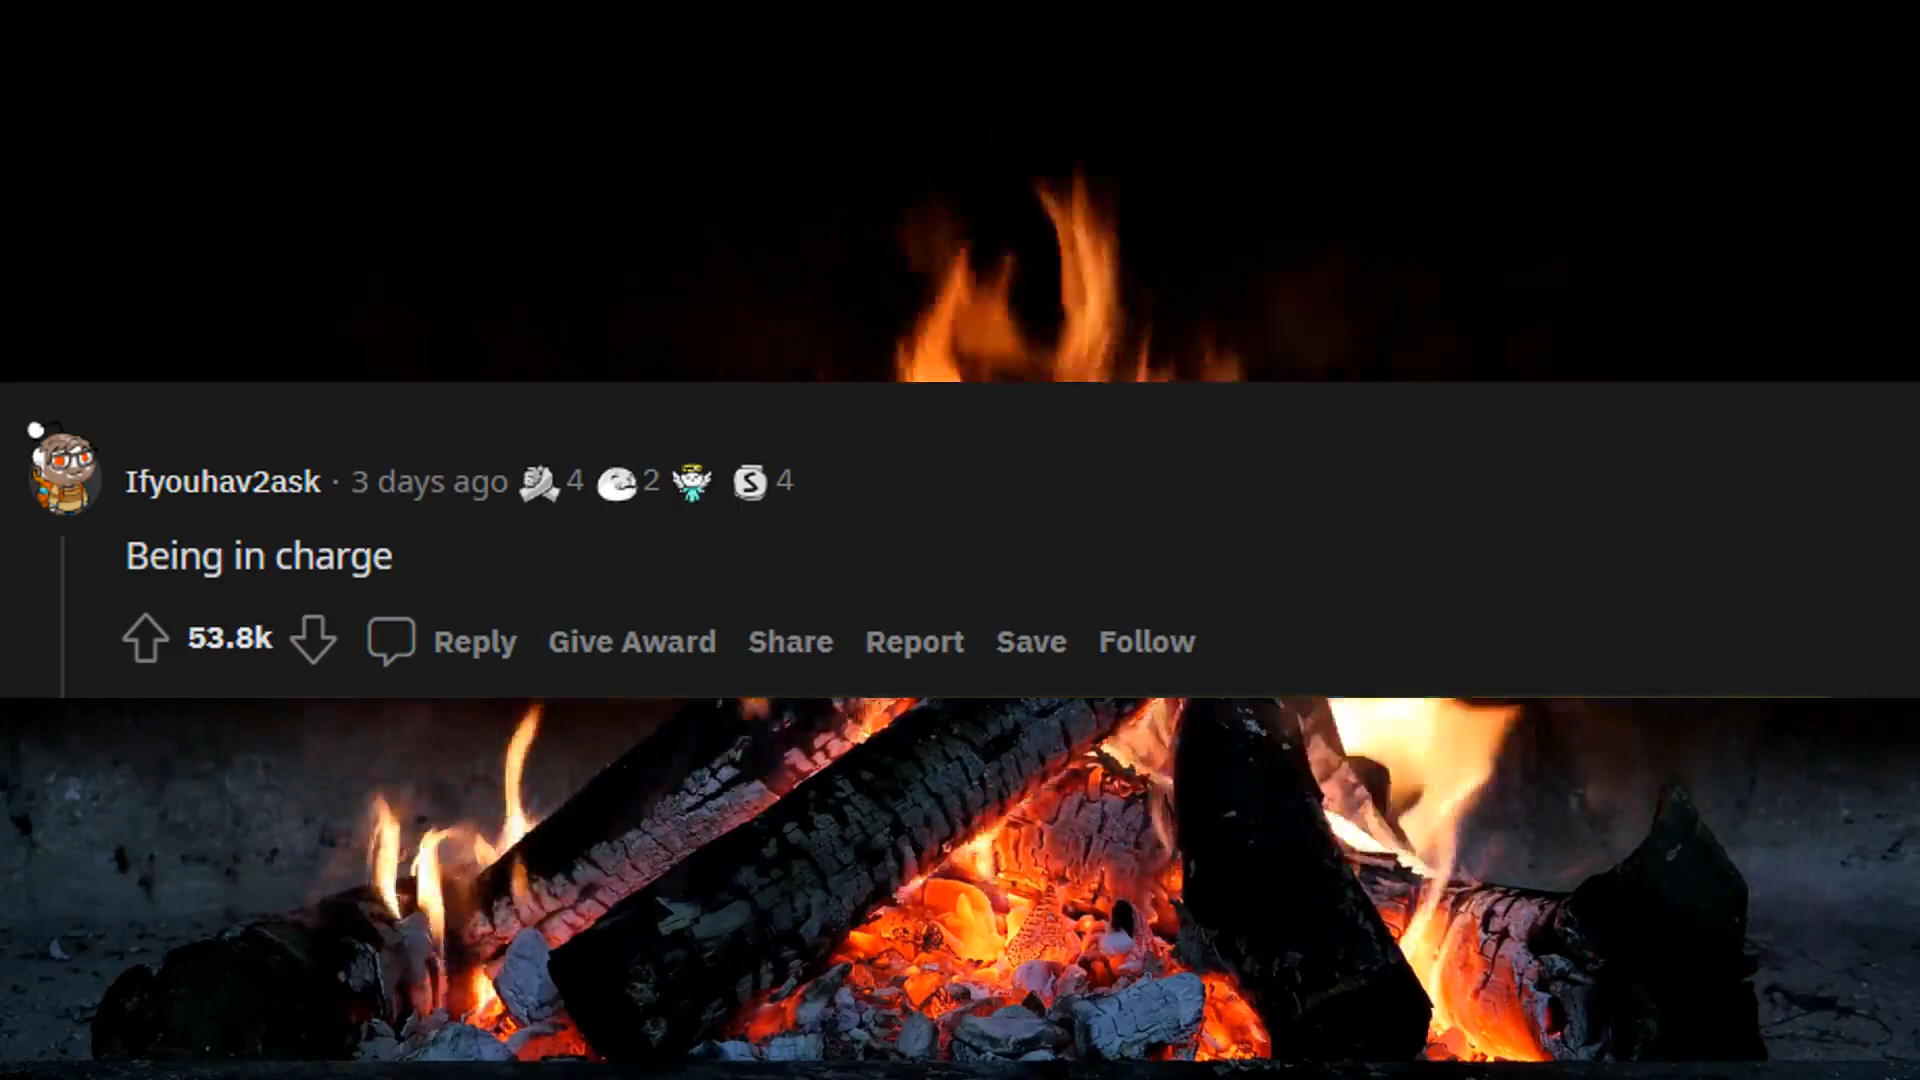 Ifyouhav2ask · 3 days ago 4 2 S 4
Being in charge
53.8k Reply Give Award Share Report Save Follow